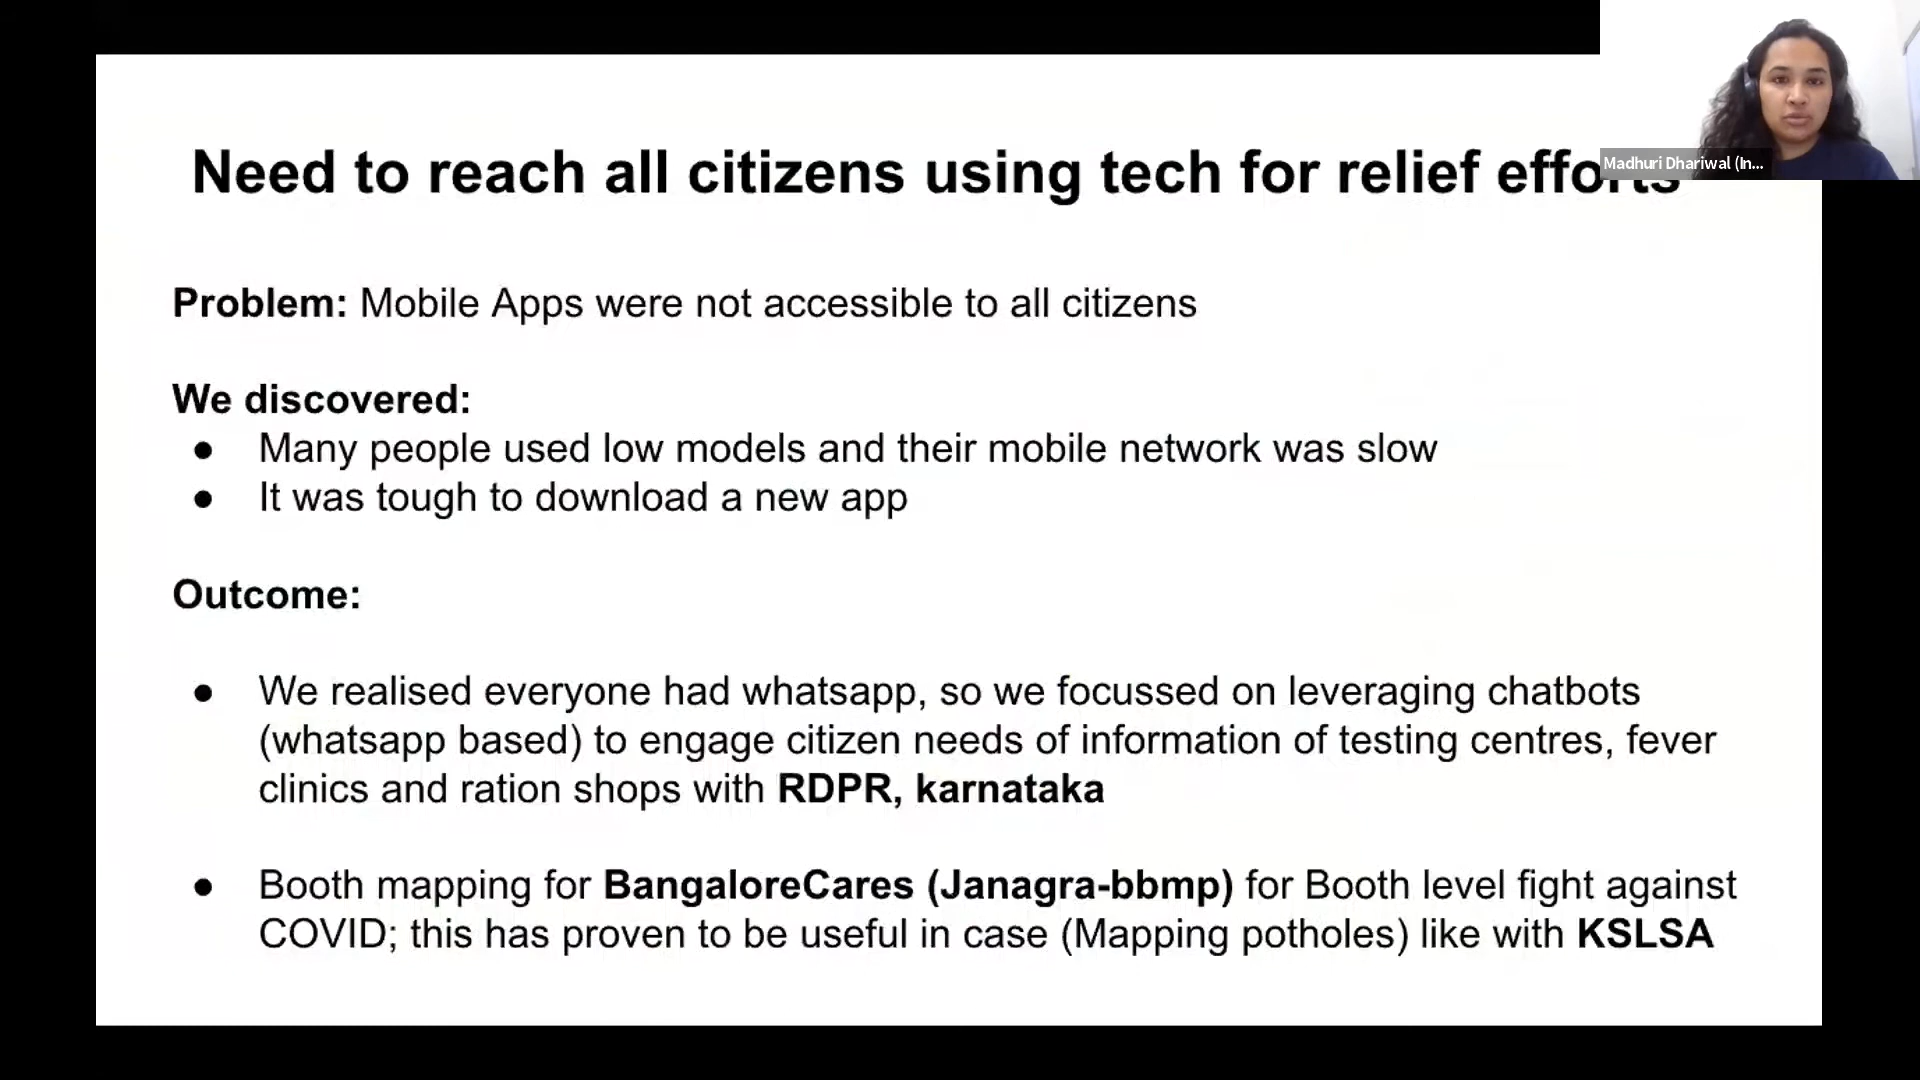 Need to reach all citizens using tech for relief efforts
Madhuri Dhariwal (In...
Problem: Mobile Apps were not accessible to all citizens
We discovered:
● Many people used low models and their mobile network was slow
● It was tough to download a new app
Outcome:
● We realised everyone had whatsapp, so we focussed on leveraging chatbots
(whatsapp based) to engage citizen needs of information of testing centres, fever
clinics and ration shops with RDPR, karnataka
● Booth mapping for BangaloreCares (Janagra-bbmp) for Booth level fight against
COVID; this has proven to be useful in case (Mapping potholes) like with KSLSA